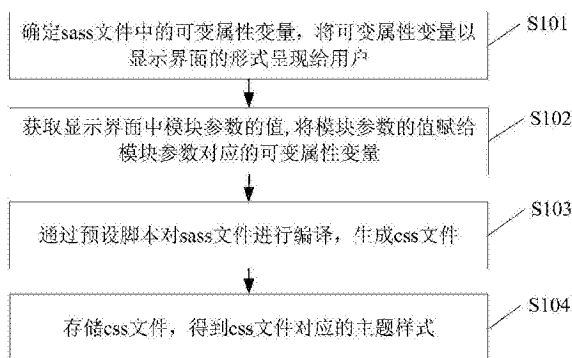 确定sass文件中的可变属性变量，将可变属性变量以
显示界面的形式呈现给用户
S101
获取显示界面中模块参数的值,将模块参数的值赋给
模块参数对应的可变属性变量
S102
通过预设脚本对sass文件进行编译，生成css文件
S103
存储css文件，得到css文件对应的主题样式
S104